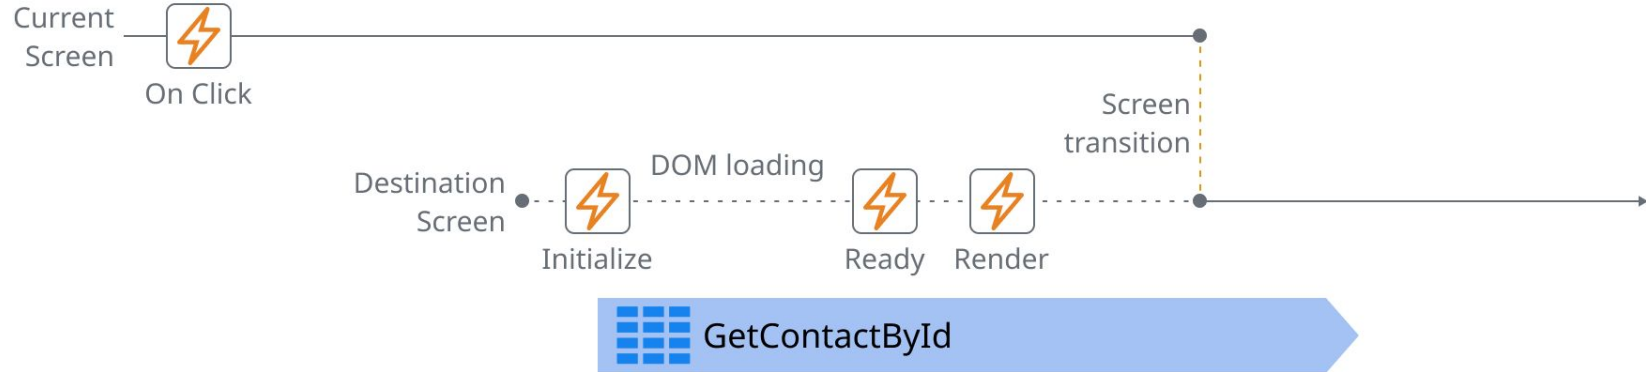 Current
Screen
On Click
Screen
transition
DOM loading
Destination
Screen
Initialize
Ready
Render
GetContactById